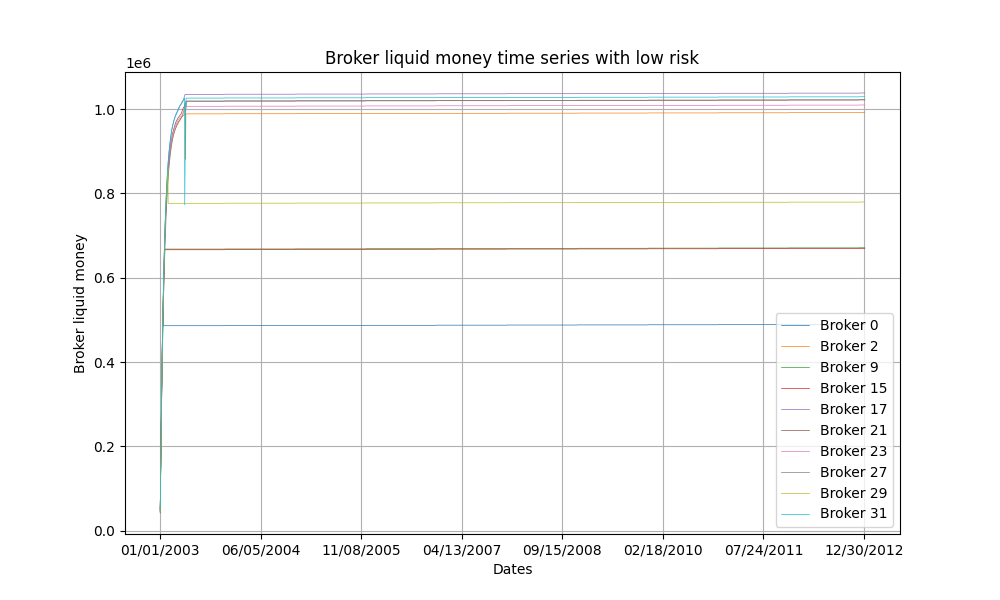 Broker liquid money time series with low risk
1e6
1.0
0.8
0.6
0.4
0.2
0.0
Broker liquid money
Broker 0
Broker 2
Broker 9
Broker 15
Broker 17
Broker 21
Broker 23
Broker 27
Broker 29
Broker 31
01/01/2003 06/05/2004 11/08/2005 04/13/2007 09/15/2008 02/18/2010 07/24/2011 12/30/2012
Dates